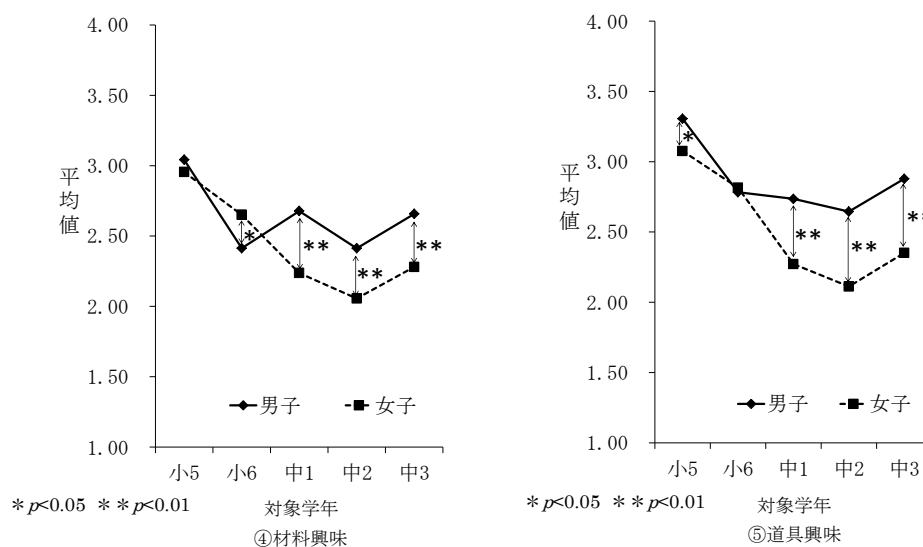 4.00
3.50
3.00
2.50
2.00
1.50
1.00
平均値
*
**
**
**
男子 女子
小5 小6 中1 中2 中3
*p<0.05 **p<0.01 対象学年
④材料興味
4.00
3.50
3.00
2.50
2.00
1.50
1.00
平均値
*
**
**
**
男子 女子
小5 小6 中1 中2 中3
*p<0.05 **p<0.01 対象学年
⑤道具興味